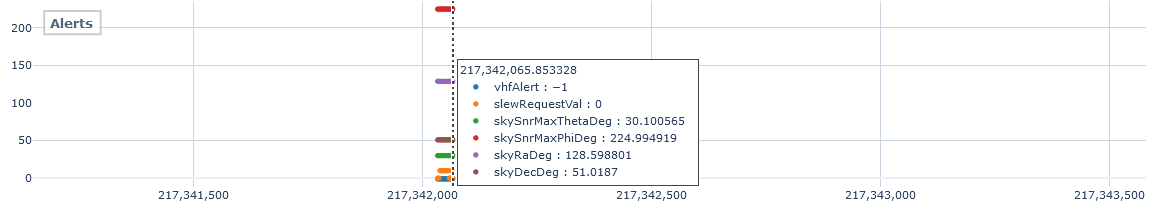 Alerts
200
150
100
50
0
217,342,065.853328
vhfAlert : −1
slewRequestVal : 0
skySnrMaxThetaDeg : 30.100565
skySnrMaxPhiDeg : 224.994919
skyRaDeg : 128.598801
skyDecDeg : 51.0187
217,341,500
217,342,000
217,342,500
217,343,000
217,343,500